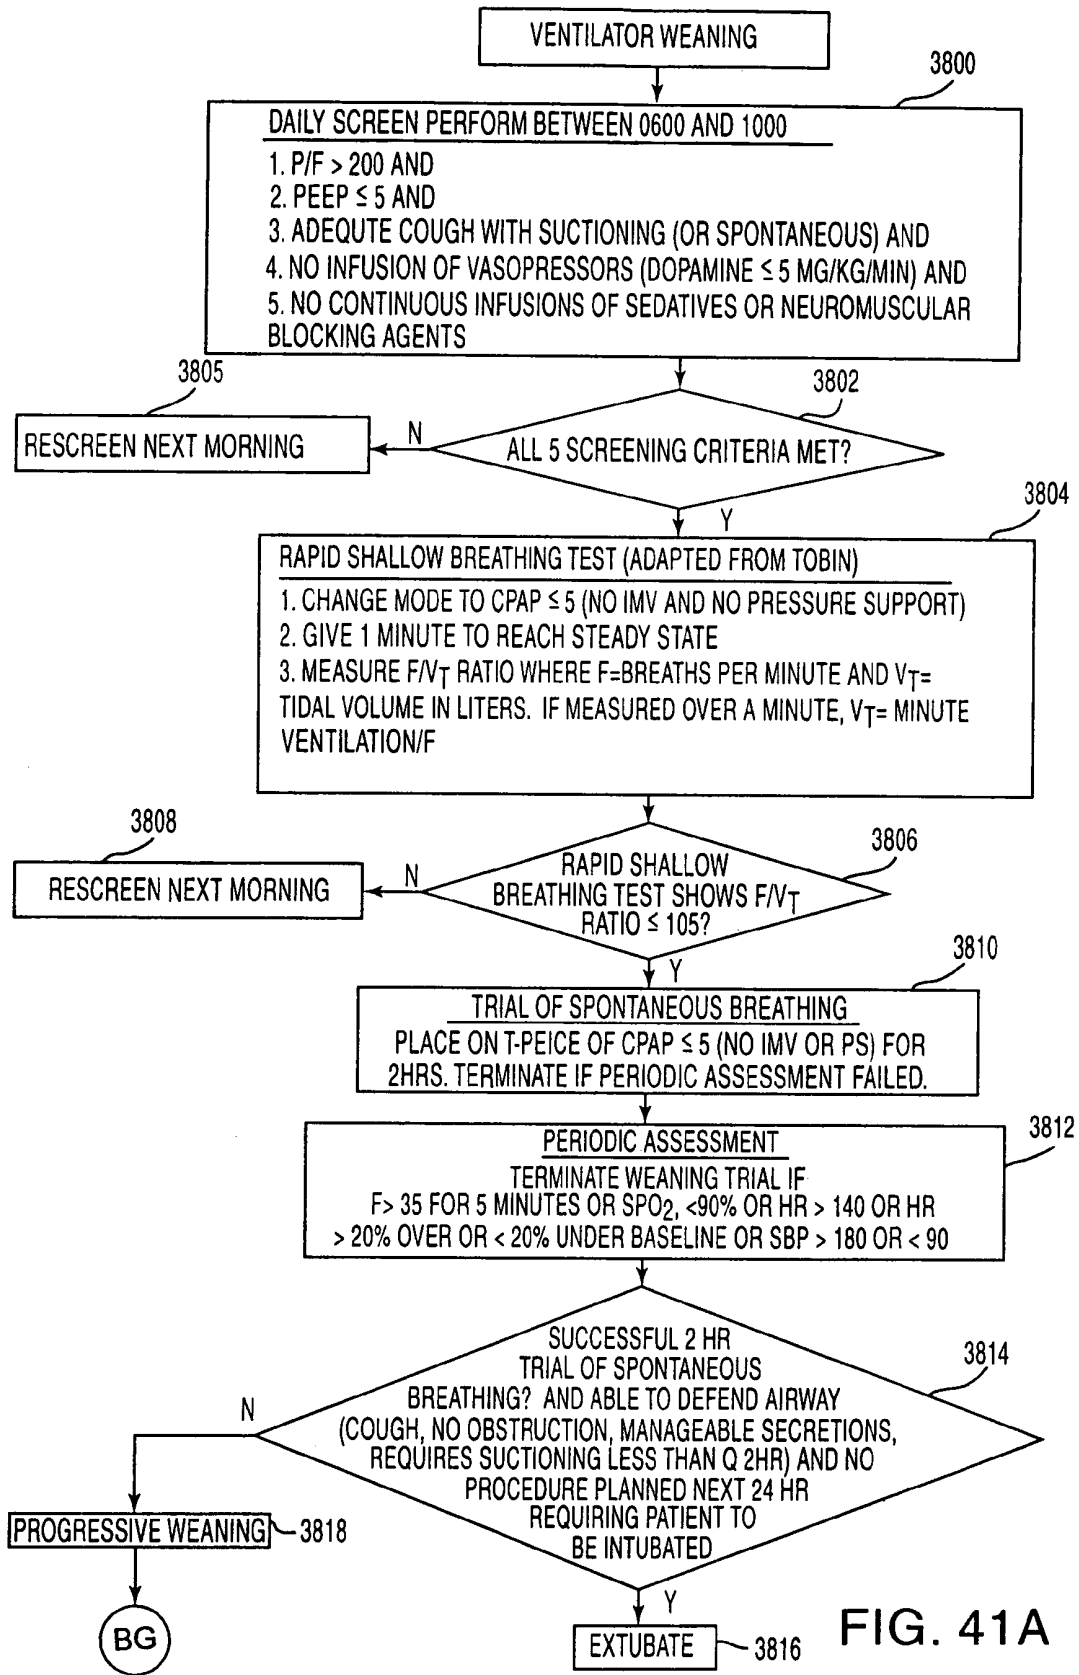 VENTILATOR WEANING
3800
DAILY SCREEN PERFORM BETWEEN 0600 AND 1000
1. P/F > 200 AND
2. PEEP ≤ 5 AND
3. ADEQUTE COUGH WITH SUCTIONING (OR SPONTANEOUS) AND
4. NO INFUSION OF VASOPRESSORS (DOPAMINE ≤ 5 MG/KG/MIN) AND
5. NO CONTINUOUS INFUSIONS OF SEDATIVES OR NEUROMUSCULAR
BLOCKING AGENTS
3805
3802
RESCREEN NEXT MORNING
N
ALL 5 SCREENING CRITERIA MET?
Y
3804
RAPID SHALLOW BREATHING TEST (ADAPTED FROM TOBIN)
1. CHANGE MODE TO CPAP ≤ 5 (NO IMV AND NO PRESSURE SUPPORT)
2. GIVE 1 MINUTE TO REACH STEADY STATE
3. MEASURE F/VT RATIO WHERE F=BREATHS PER MINUTE AND VT=
TIDAL VOLUME IN LITERS. IF MEASURED OVER A MINUTE, VT= MINUTE
VENTILATION/F
3808
3806
RESCREEN NEXT MORNING
N
RAPID SHALLOW
BREATHING TEST SHOWS F/VT
RATIO ≤ 105?
Y
3810
TRIAL OF SPONTANEOUS BREATHING
PLACE ON T-PEICE OF CPAP ≤ 5 (NO IMV OR PS) FOR
2HRS. TERMINATE IF PERIODIC ASSESSMENT FAILED.
3812
PERIODIC ASSESSMENT
TERMINATE WEANING TRIAL IF
F> 35 FOR 5 MINUTES OR SPO2, <90% OR HR > 140 OR HR
> 20% OVER OR < 20% UNDER BASELINE OR SBP > 180 OR < 90
3814
SUCCESSFUL 2 HR
TRIAL OF SPONTANEOUS
BREATHING? AND ABLE TO DEFEND AIRWAY
(COUGH, NO OBSTRUCTION, MANAGEABLE SECRETIONS,
REQUIRES SUCTIONING LESS THAN Q 2HR) AND NO
PROCEDURE PLANNED NEXT 24 HR
REQUIRING PATIENT TO
BE INTUBATED
N
PROGRESSIVE WEANING
3818
BG
Y
EXTUBATE
3816
FIG. 41A